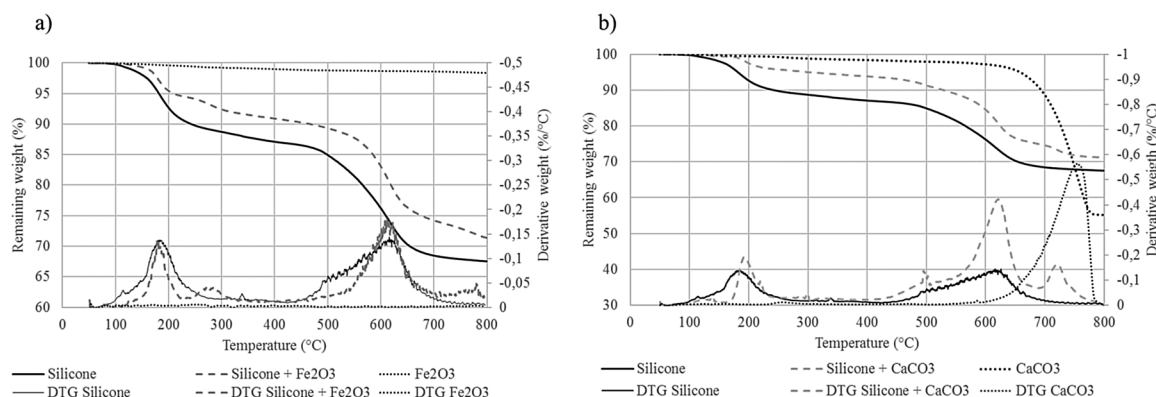 a)
100
95
90
85
80
75
70
65
60
Remaining weight (%)
-0,5
-0,45
-0,4
-0,35
-0,3
-0,25
-0,2
-0,15
-0,1
-0,05
0
Derivative weight (%/°C)
0 100 200 300 400 500 600 700 800
Temperature (°C)
Silicone Silicone + Fe2O3 Fe2O3
DTG Silicone DTG Silicone + Fe2O3 DTG Fe2O3
b)
100
90
80
70
60
50
40
30
Remaining weight (%)
-1
-0,9
-0,8
-0,7
-0,6
-0,5
-0,4
-0,3
-0,2
-0,1
0
Derivative weigth (%/°C)
0 100 200 300 400 500 600 700 800
Temperature (°C)
Silicone Silicone + CaCO3 CaCO3
DTG Silicone DTG Silicone + CaCO3 DTG CaCO3